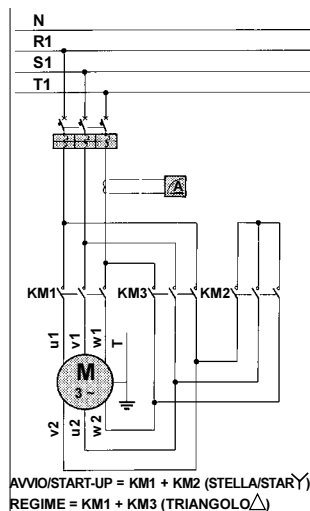 N
R1
S1
T1
A
KM1 KM3 KM2
u1 v1 w1 T
M
3 ~
v2 u2 w2
AVVIO/START-UP = KM1 + KM2 (STELLA/STAR Y)
REGIME = KM1 + KM3 (TRIANGOLO △)